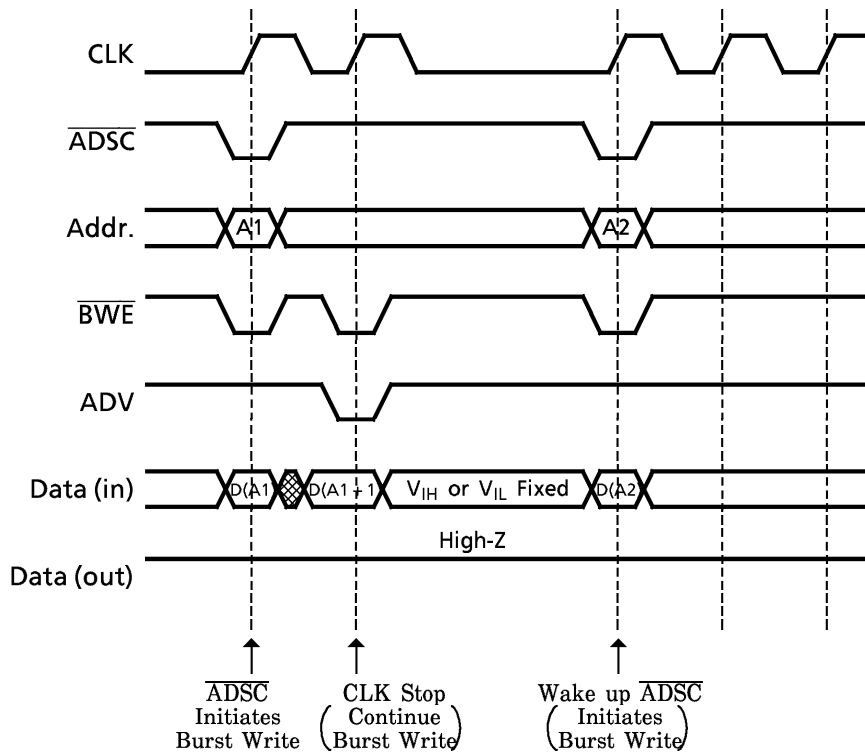 CLK
ADSC
Addr. A1 A2
BWE
ADV
Data (in) D(A1 D(A1 + 1 VIH or VIL Fixed D(A2
High-Z
Data (out)
ADSC
Initiates
Burst Write
CLK Stop
(Continue
Burst Write)
Wake up ADSC
(Initiates
Burst Write)